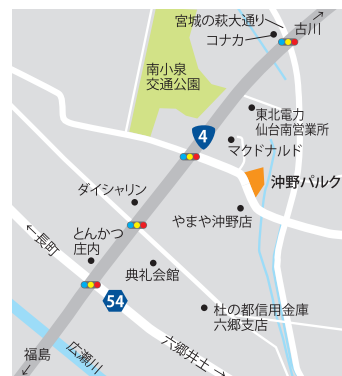 宮城の萩大通り
古川
コナカ
南小泉
交通公園
東北電力
仙台南営業所
4
マクドナルド
沖野パルク
ダイシャリン
やまや沖野店
←長町
とんかつ
庄内
典礼会館
54
杜の都信用金庫
六郷支店
六郷井土→
福島
広瀬川